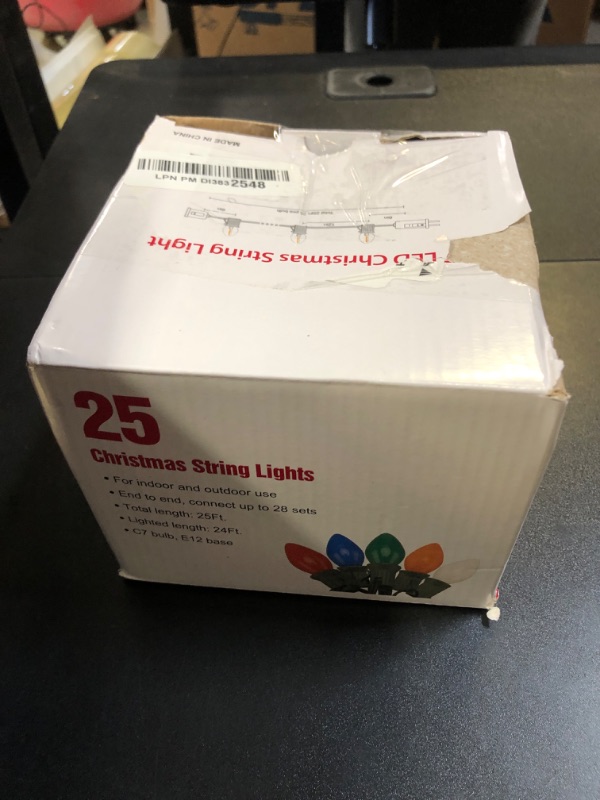 MADE IN CHINA
LPN PM DI3832548
LED Christmas String Light
25
Christmas String Lights
• For indoor and outdoor use
• End to end, connect up to 28 sets
• Total length: 25Ft.
• Lighted length: 24Ft.
• C7 bulb, E12 base